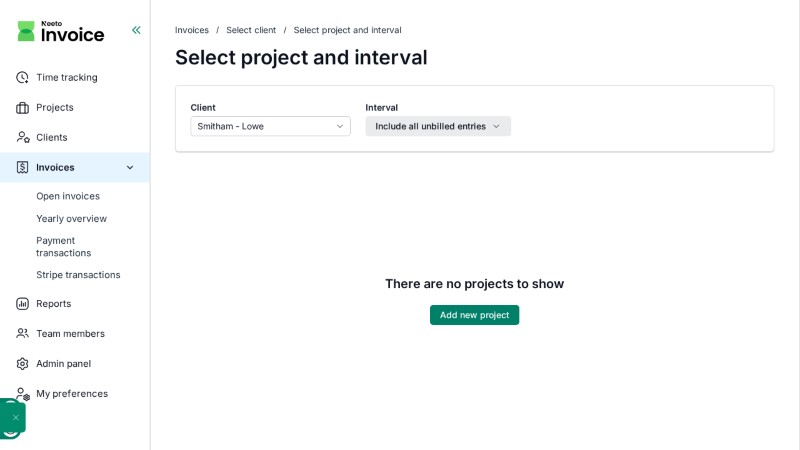 Neeto
Invoice
Time tracking
Projects
Clients
Invoices
Open invoices
Yearly overview
Payment
transactions
Stripe transactions
Reports
Team members
Admin panel
My preferences
Invoices / Select client / Select project and interval
Select project and interval
Client
Smitham - Lowe
Interval
Include all unbilled entries
There are no projects to show
Add new project